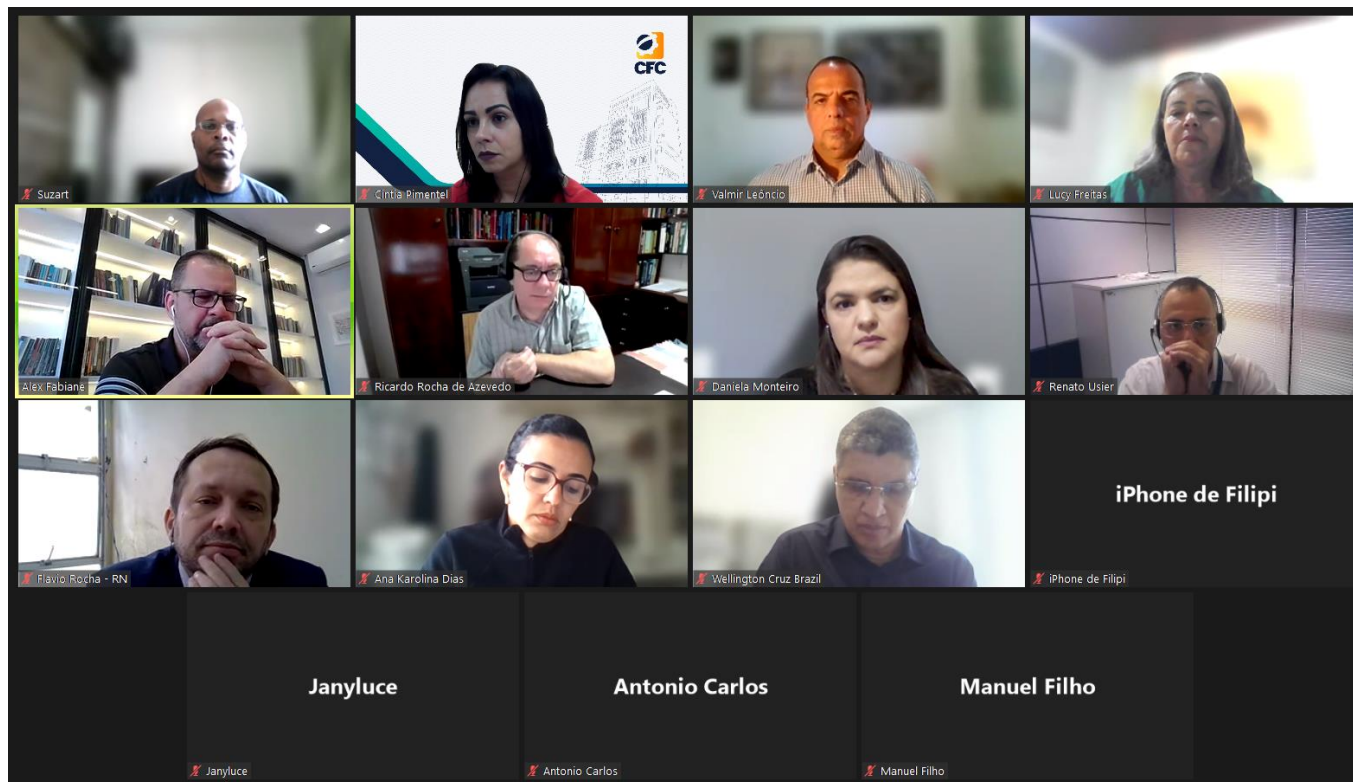 CFC
Suzart
Cintia Pimentel
Valmir Leôncio
Lucy Freitas
Alex Fabiane
Ricardo Rocha de Azevedo
Daniela Monteiro
Renato Usier
Flavio Rocha - RN
Ana Karolina Dias
Wellington Cruz Brazil
iPhone de Filipi
iPhone de Filipi
Janyluce
Antonio Carlos
Manuel Filho
Janyluce
Antonio Carlos
Manuel Filho